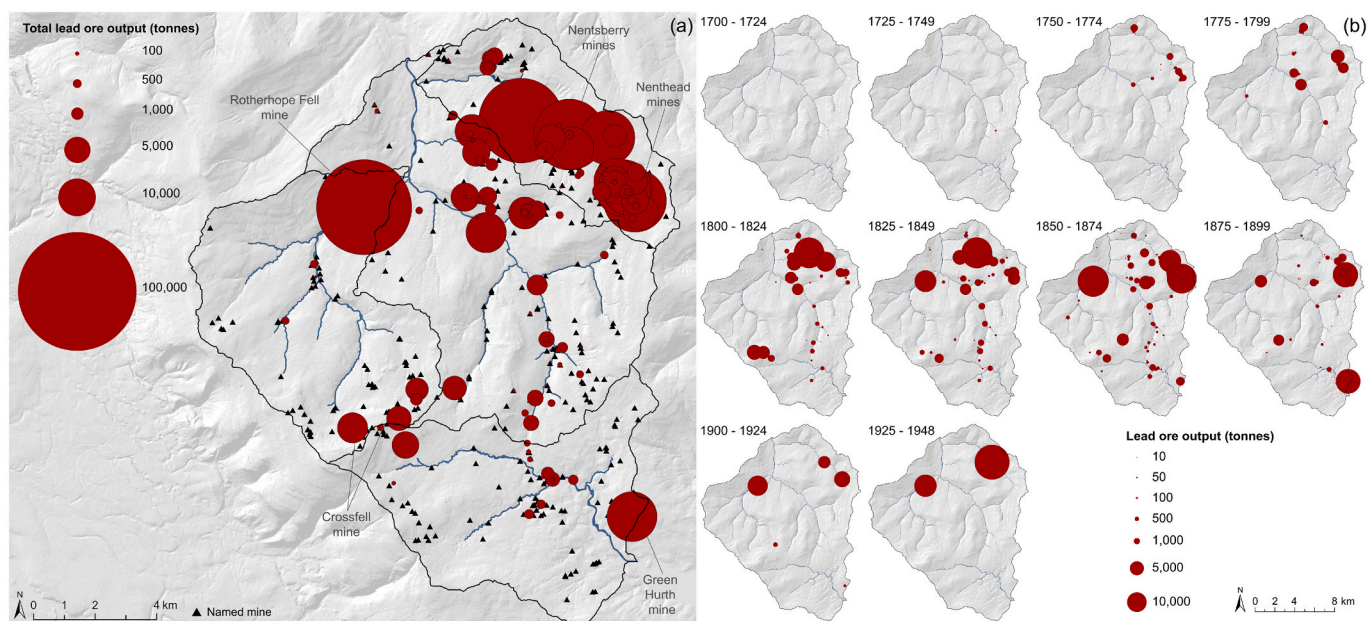 Total lead ore output (tonnes)
100
500
1,000
5,000
10,000
100,000
(a)
Nentsberry
mines
Rotherhope Fell
mine
Nenthead
mines
Crossfell
mine
Green
Hurth
mine
N
0 1 2 4 km
Named mine
(b)
1700 - 1724
1725 - 1749
1750 - 1774
1775 - 1799
1800 - 1824
1825 - 1849
1850 - 1874
1875 - 1899
1900 - 1924
1925 - 1948
Lead ore output (tonnes)
10
50
100
500
1,000
5,000
10,000
N
0 2 4 8 km